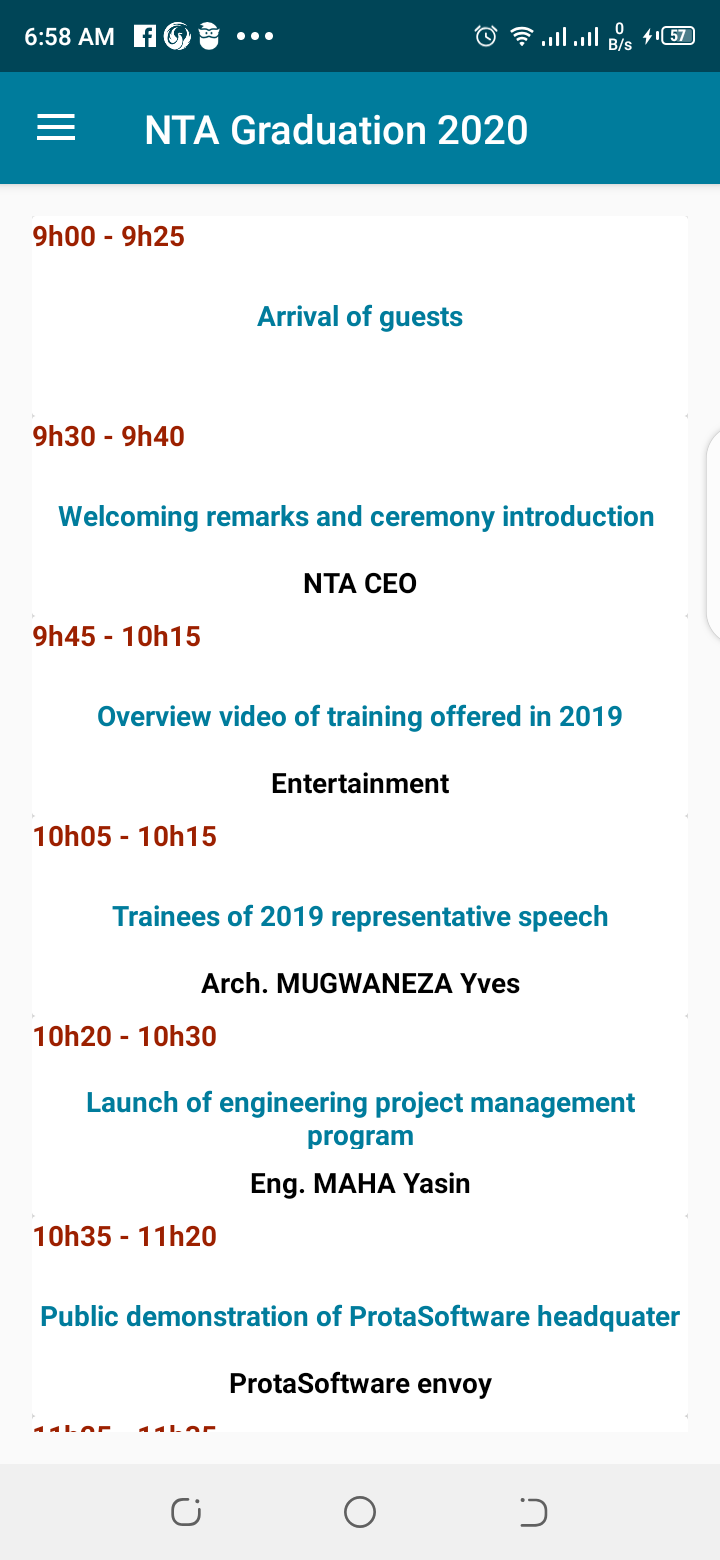 6:58 AM
0
B/s
57
NTA Graduation 2020
9h00 - 9h25
Arrival of guests
9h30 - 9h40
Welcoming remarks and ceremony introduction
NTA CEO
9h45 - 10h15
Overview video of training offered in 2019
Entertainment
10h05 - 10h15
Trainees of 2019 representative speech
Arch. MUGWANEZA Yves
10h20 - 10h30
Launch of engineering project management
program
Eng. MAHA Yasin
10h35 - 11h20
Public demonstration of ProtaSoftware headquater
ProtaSoftware envoy